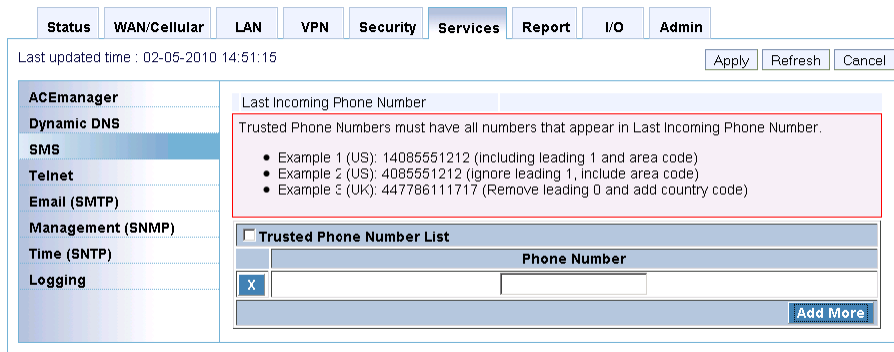 Status WAN/Cellular LAN VPN Security Services Report I/O Admin
Last updated time : 02-05-2010 14:51:15
Apply Refresh Cancel
ACEmanager
Dynamic DNS
SMS
Telnet
Email (SMTP)
Management (SNMP)
Time (SNTP)
Logging
Last Incoming Phone Number
Trusted Phone Numbers must have all numbers that appear in Last Incoming Phone Number.
• Example 1 (US): 14085551212 (including leading 1 and area code)
• Example 2 (US): 4085551212 (ignore leading 1, include area code)
• Example 3 (UK): 447786111717 (Remove leading 0 and add country code)
Trusted Phone Number List
Phone Number
X
Add More